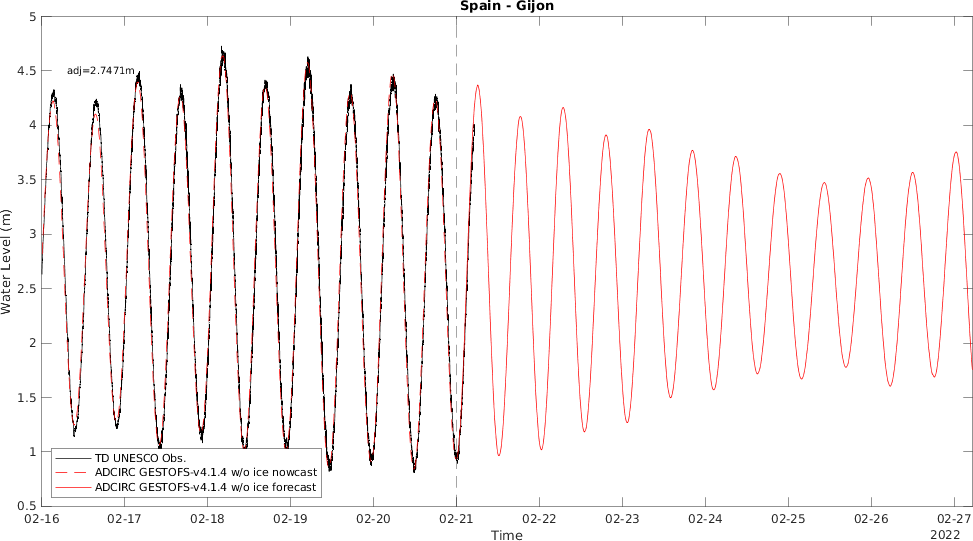 Spain - Gijon
5
4.5
4
3.5
3
2.5
2
1.5
1
0.5
Water Level (m)
adj=2.7471m
TD UNESCO Obs.
ADCIRC GESTOFS-v4.1.4 w/o ice nowcast
ADCIRC GESTOFS-v4.1.4 w/o ice forecast
02-16 02-17 02-18 02-19 02-20 02-21 02-22 02-23 02-24 02-25 02-26 02-27
Time
2022